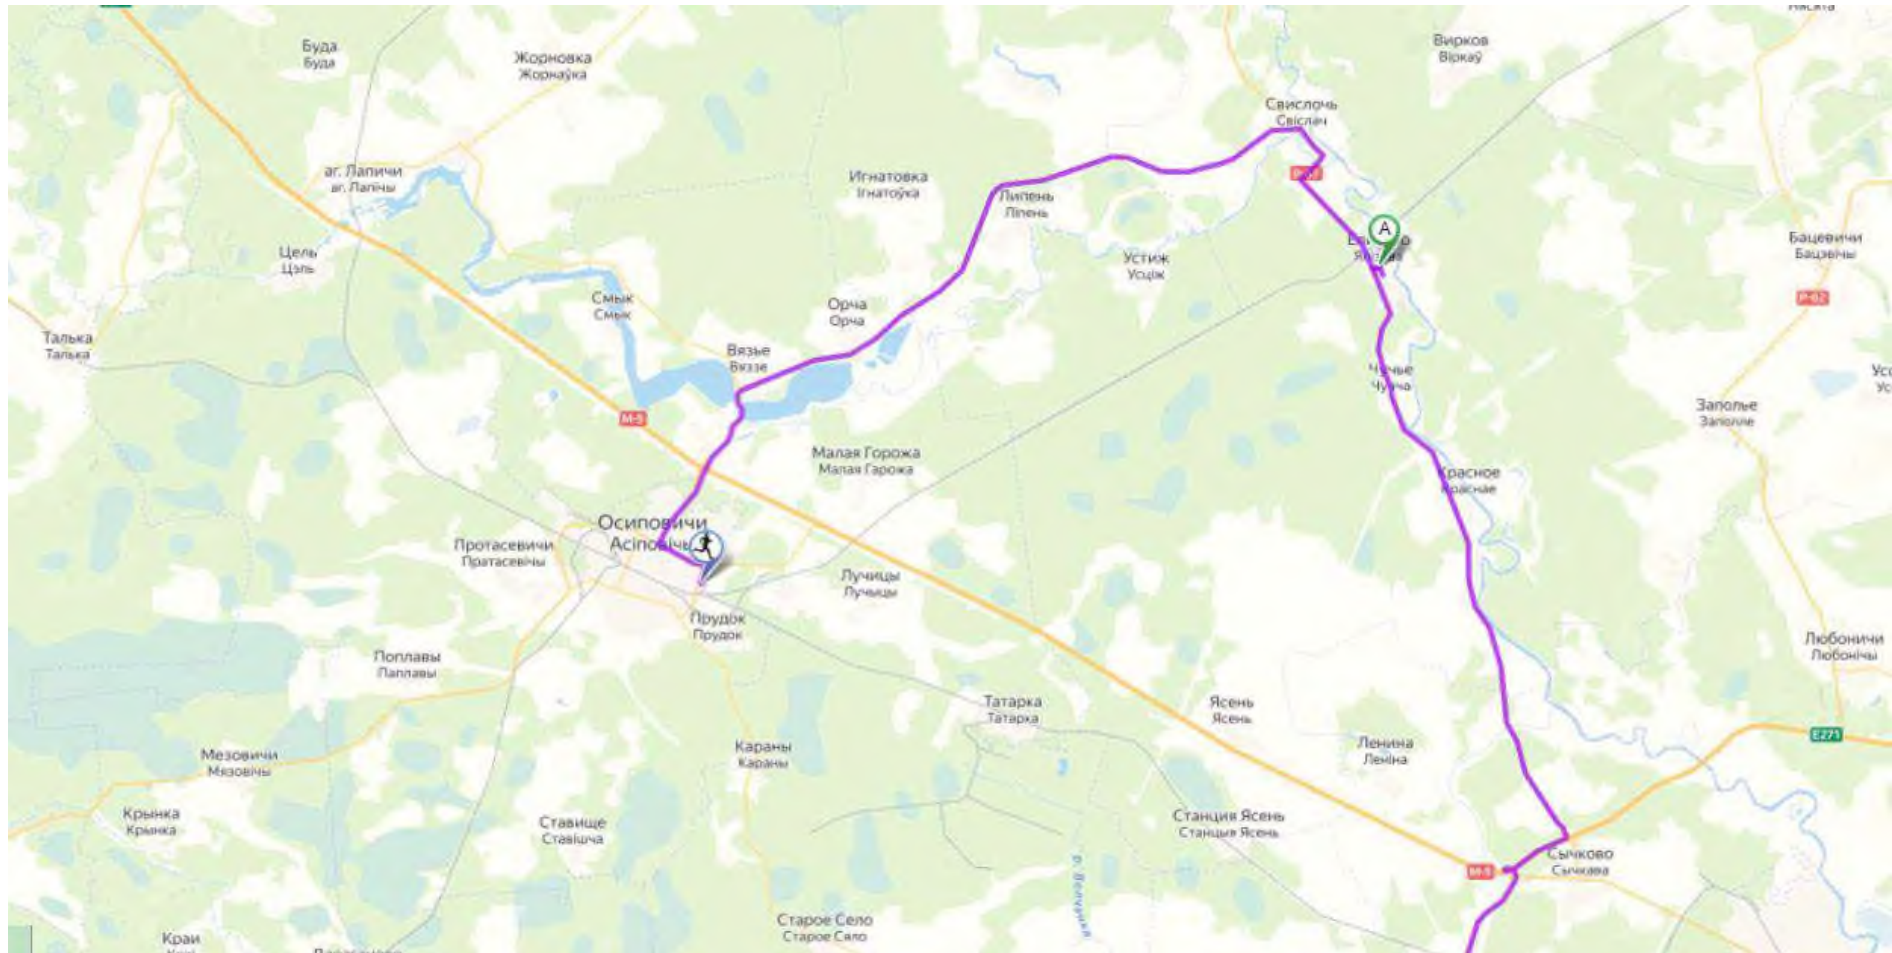 Буда
Буда
Жорновка
Жорнаўка
Вирков
Віркаў
Свислочь
Свіслач
аг. Лапичи
аг. Лапічы
Игнатовка
Ігнатоўка
Липень
Ліпень
A
Бацевичи
Бацэвічы
Цель
Цэль
Устиж
Усціж
P-62
Смык
Смык
Орча
Орча
Талька
Талька
Вязье
Вяззе
Чучье
M-5
Заполье
Заполле
Малая Горожа
Малая Гарожа
Красное
Краснае
Осиповичи
Асіповічы
Протасевичи
Пратасевічы
Лучицы
Лучыцы
Прудок
Прудок
Любоничи
Любонічы
Поплавы
Паплавы
Татарка
Татарка
Ясень
Ясень
E271
Мезовичи
Мязовічы
Караны
Караны
Ленина
Леніна
Крынка
Крынка
Ставище
Ставішча
Станция Ясень
Станцыя Ясень
Сычково
Сычкава
M-5
Старое Село
Старое Сяло
Краи